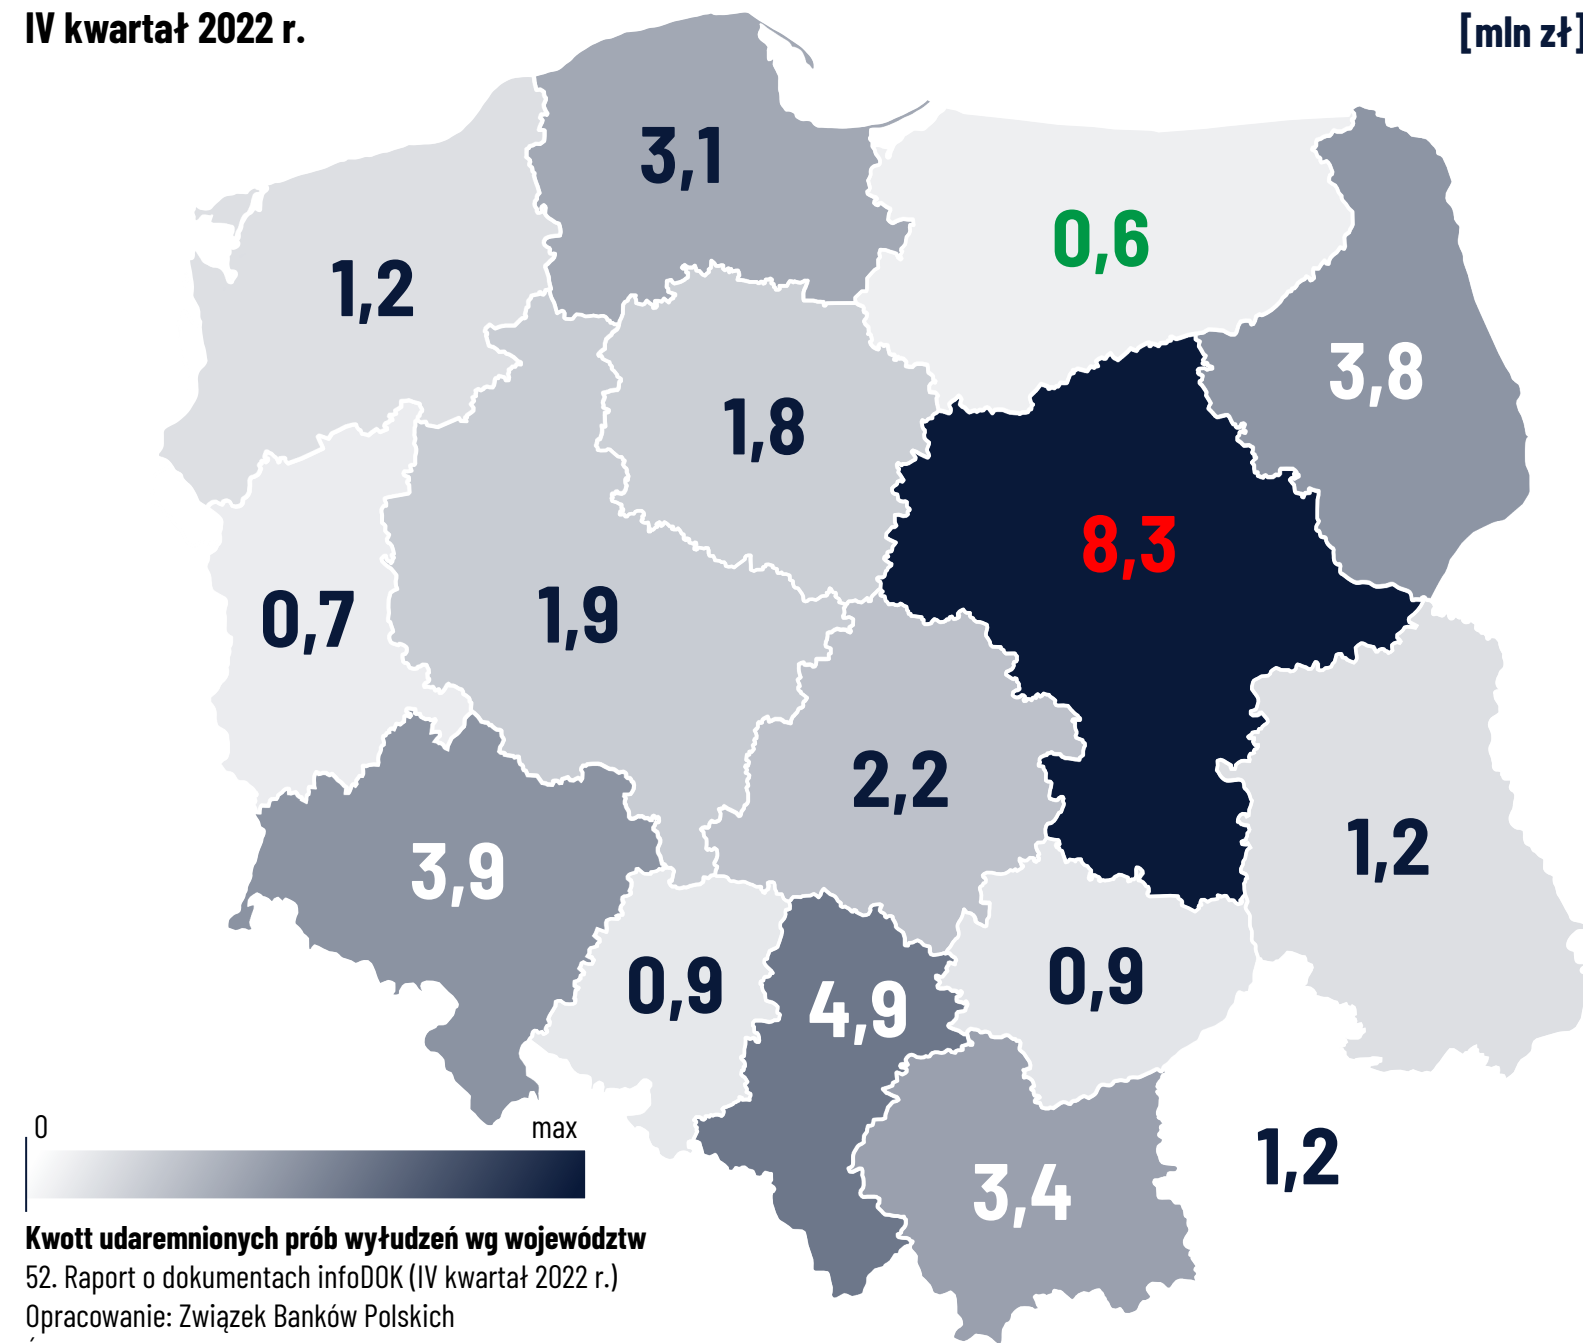 IV kwartał 2022 r.
[mln zł]
3,1
0,6
1,2
3,8
1,8
8,3
0,7
1,9
2,2
1,2
3,9
0,9
0,9
4,9
1,2
3,4
0 max
Kwott udaremnionych prób wyłudzeń wg województw
52. Raport o dokumentach infoDOK (IV kwartał 2022 r.)
Opracowanie: Związek Banków Polskich